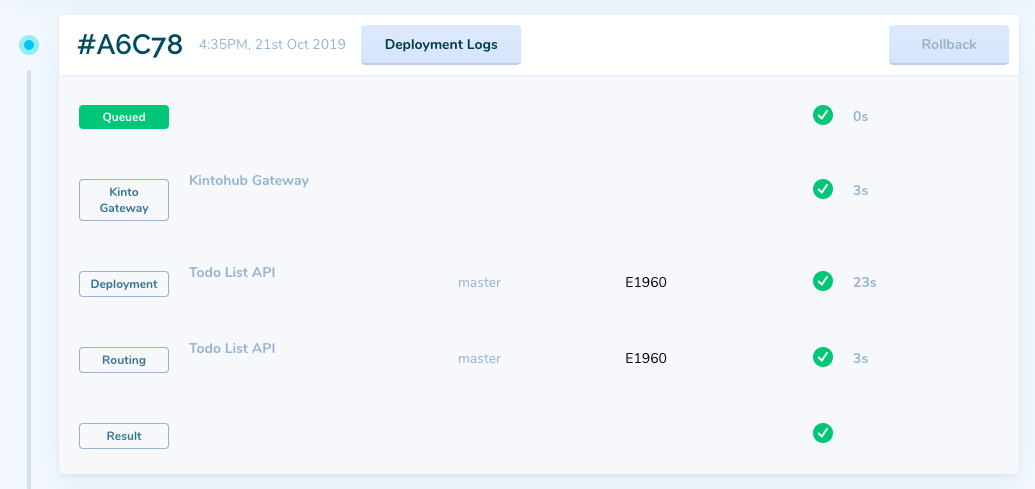 #A6C78 4:35PM, 21st Oct 2019 Deployment Logs Rollback
Queued 0s
Kinto
Gateway
Kintohub Gateway 3s
Deployment Todo List API master E1960 23s
Routing Todo List API master E1960 3s
Result